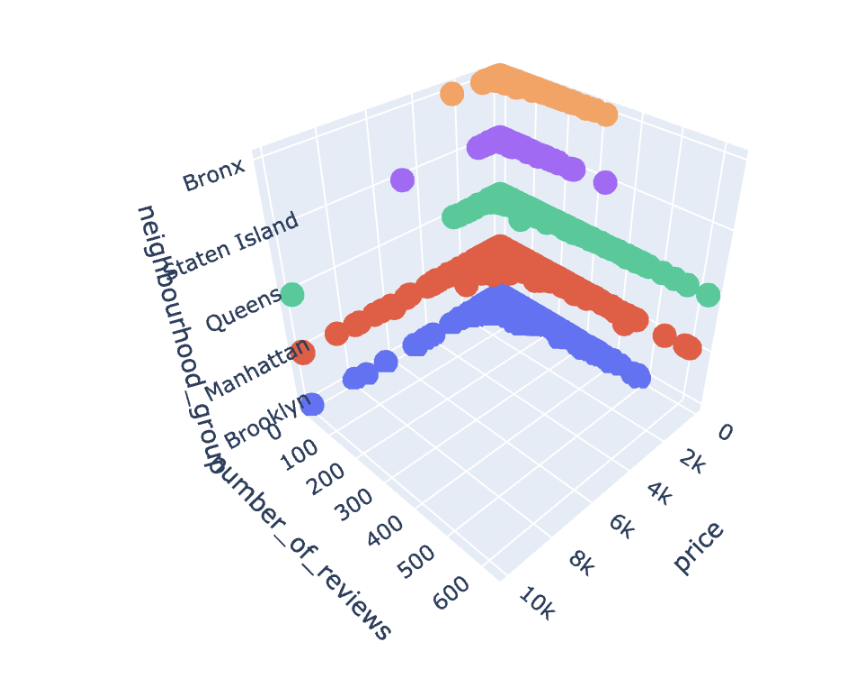 Bronx
Staten Island
Queens
Manhattan
Brooklyn
neighbourhood_group
0
100
200
300
400
500
600
number_of_reviews
0
2k
4k
6k
8k
10k
price